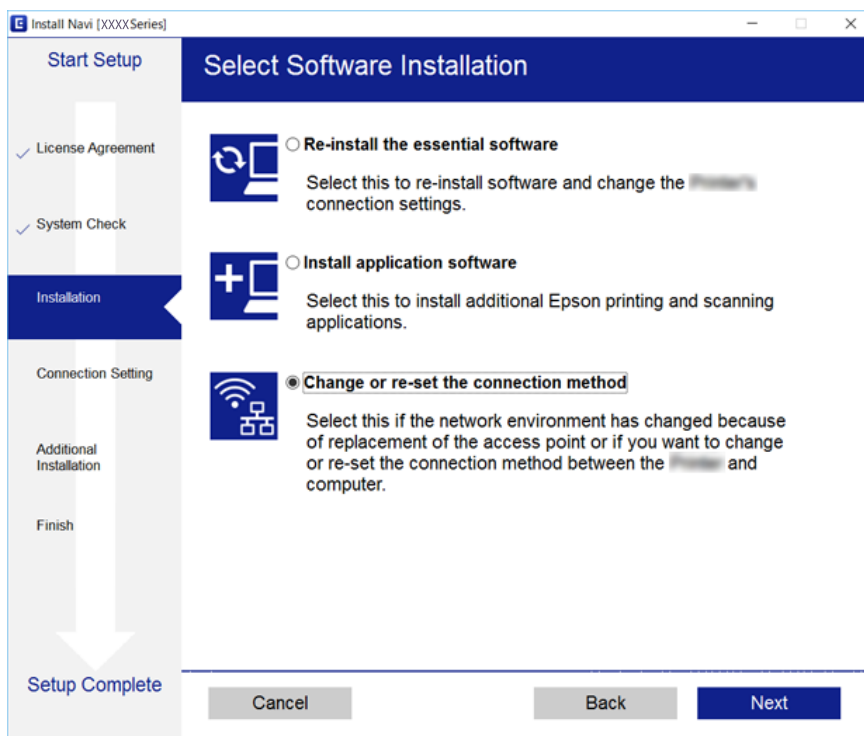 E Install Navi [XXXX Series]
Start Setup
License Agreement
System Check
Installation
Connection Setting
Additional
Installation
Finish
Setup Complete
Select Software Installation
Re-install the essential software
Select this to re-install software and change the
connection settings.
Install application software
Select this to install additional Epson printing and scanning
applications.
Change or re-set the connection method
Select this if the network environment has changed because
of replacement of the access point or if you want to change
or re-set the connection method between the and
computer.
Cancel
Back
Next